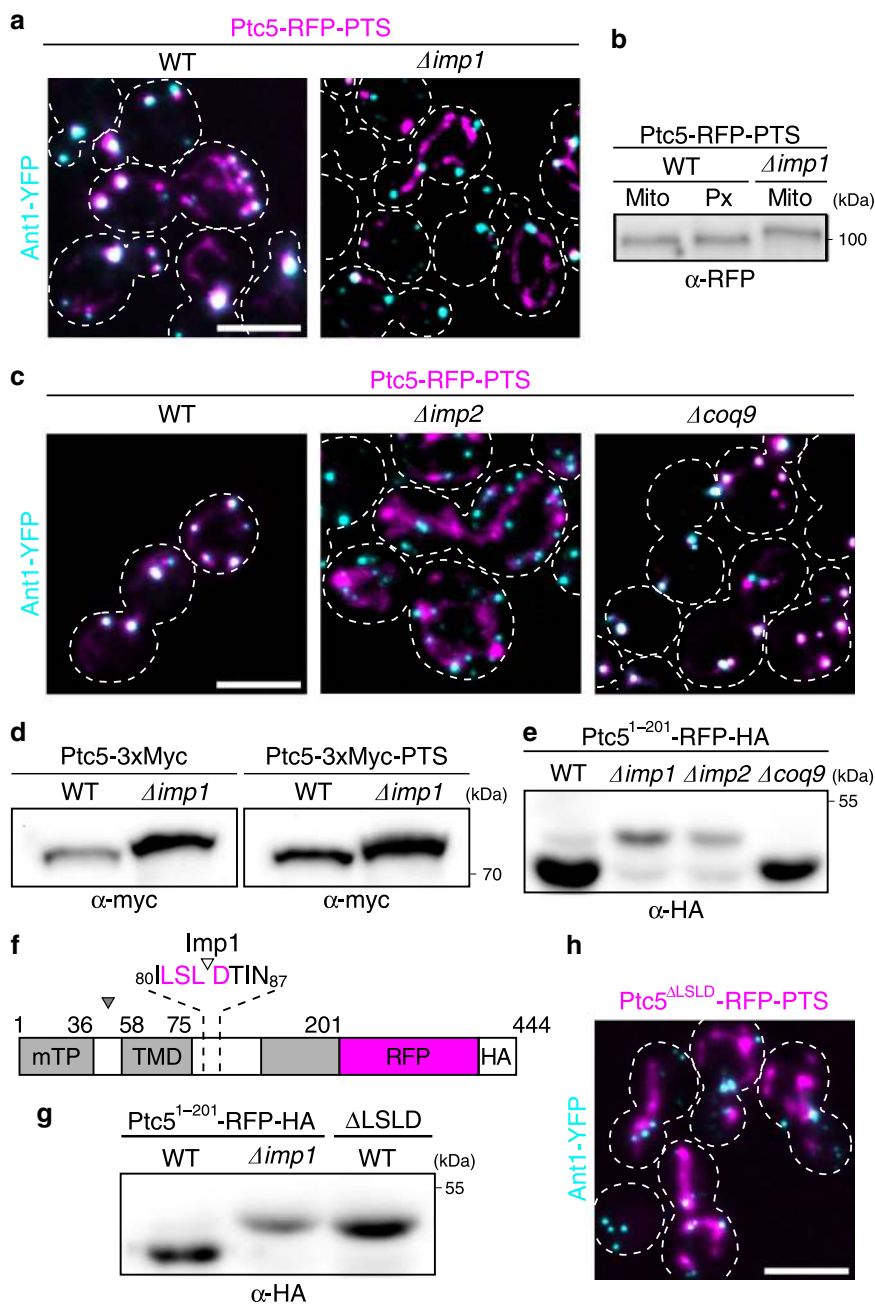 a
Ptc5-RFP-PTS
WT Δimp1
Ant1-YFP
b
Ptc5-RFP-PTS
WT Δimp1
Mito Px Mito (kDa)
100
α-RFP
c
Ptc5-RFP-PTS
WT Δimp2 Δcoq9
Ant1-YFP
d
Ptc5-3xMyc Ptc5-3xMyc-PTS
WT Δimp1 WT Δimp1 (kDa)
70
α-myc α-myc
e
Ptc5¹⁻²⁰¹-RFP-HA
WT Δimp1 Δimp2 Δcoq9 (kDa)
55
α-HA
f
Imp1
80ILSLDTIN87
1 36 58 75 201 444
mTP TMD RFP HA
g
Ptc5¹⁻²⁰¹-RFP-HA ΔLSLD
WT Δimp1 WT (kDa)
55
α-HA
h
Ptc5ΔLSLD-RFP-PTS
Ant1-YFP